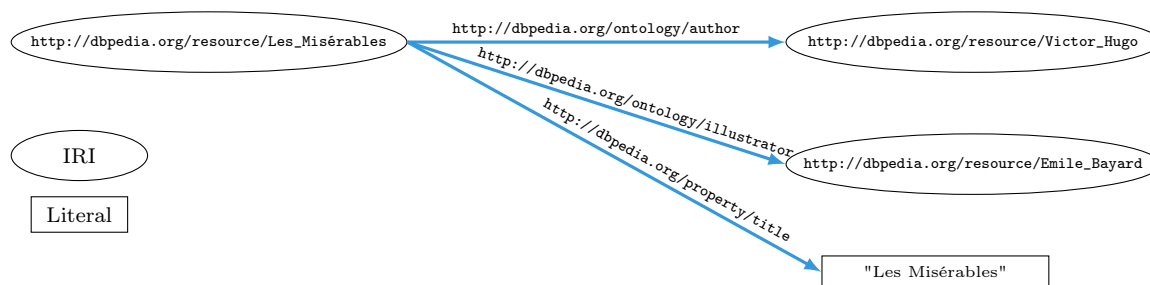 http://dbpedia.org/resource/Les_Misérables
http://dbpedia.org/ontology/author
http://dbpedia.org/resource/Victor_Hugo
http://dbpedia.org/ontology/illustrator
http://dbpedia.org/resource/Emile_Bayard
http://dbpedia.org/property/title
"Les Misérables"
IRI
Literal